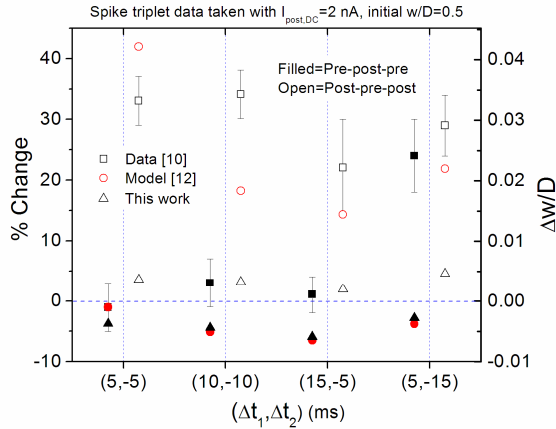 Spike triplet data taken with I post,DC=2 nA, initial w/D=0.5
Filled=Pre-post-pre
Open=Post-pre-post
Data [10]
Model [12]
This work
% Change
40
30
20
10
0
-10
Δw/D
0.04
0.03
0.02
0.01
0.00
-0.01
(5,-5) (10,-10) (15,-5) (5,-15)
(Δt1,Δt2) (ms)